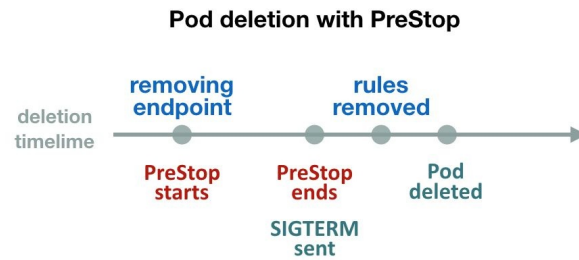 Pod deletion with PreStop
removing
endpoint
rules
removed
deletion
timelime
PreStop
starts
PreStop
ends
Pod
deleted
SIGTERM
sent